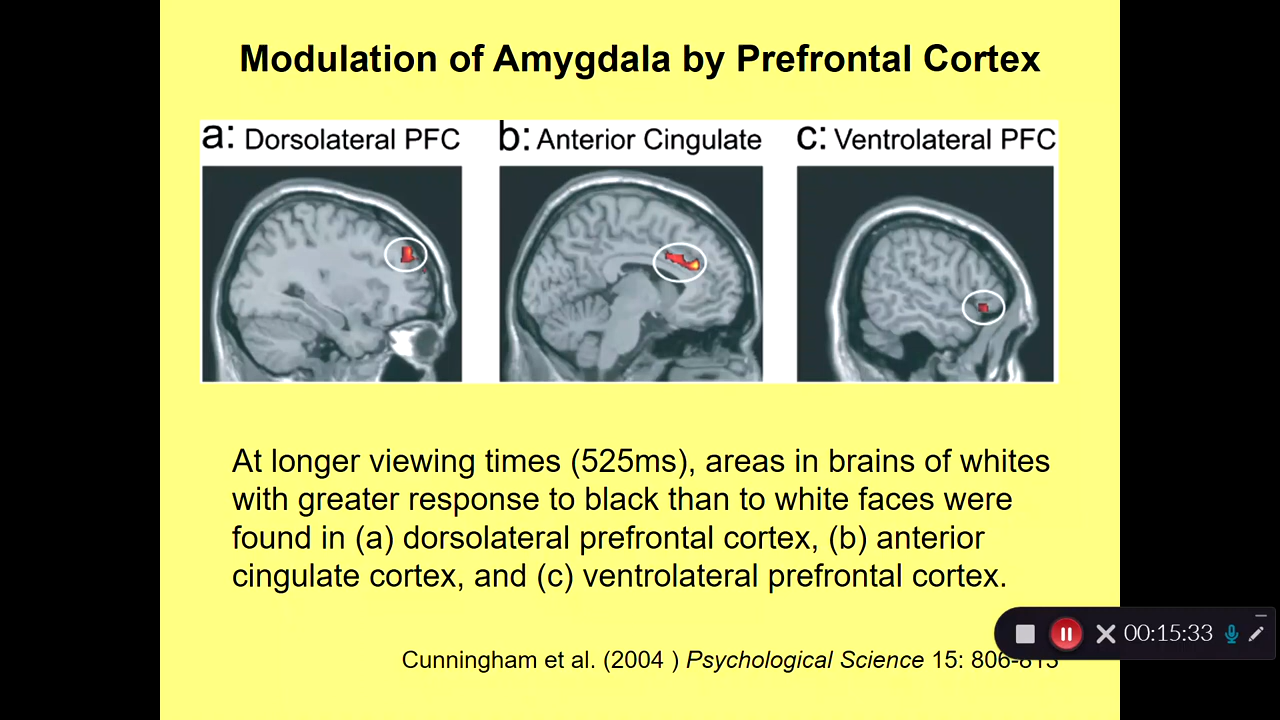 Modulation of Amygdala by Prefrontal Cortex
a: Dorsolateral PFC
b: Anterior Cingulate
c: Ventrolateral PFC
At longer viewing times (525ms), areas in brains of whites
with greater response to black than to white faces were
found in (a) dorsolateral prefrontal cortex, (b) anterior
cingulate cortex, and (c) ventrolateral prefrontal cortex.
00:15:33
Cunningham et al. (2004 ) Psychological Science 15: 806-813